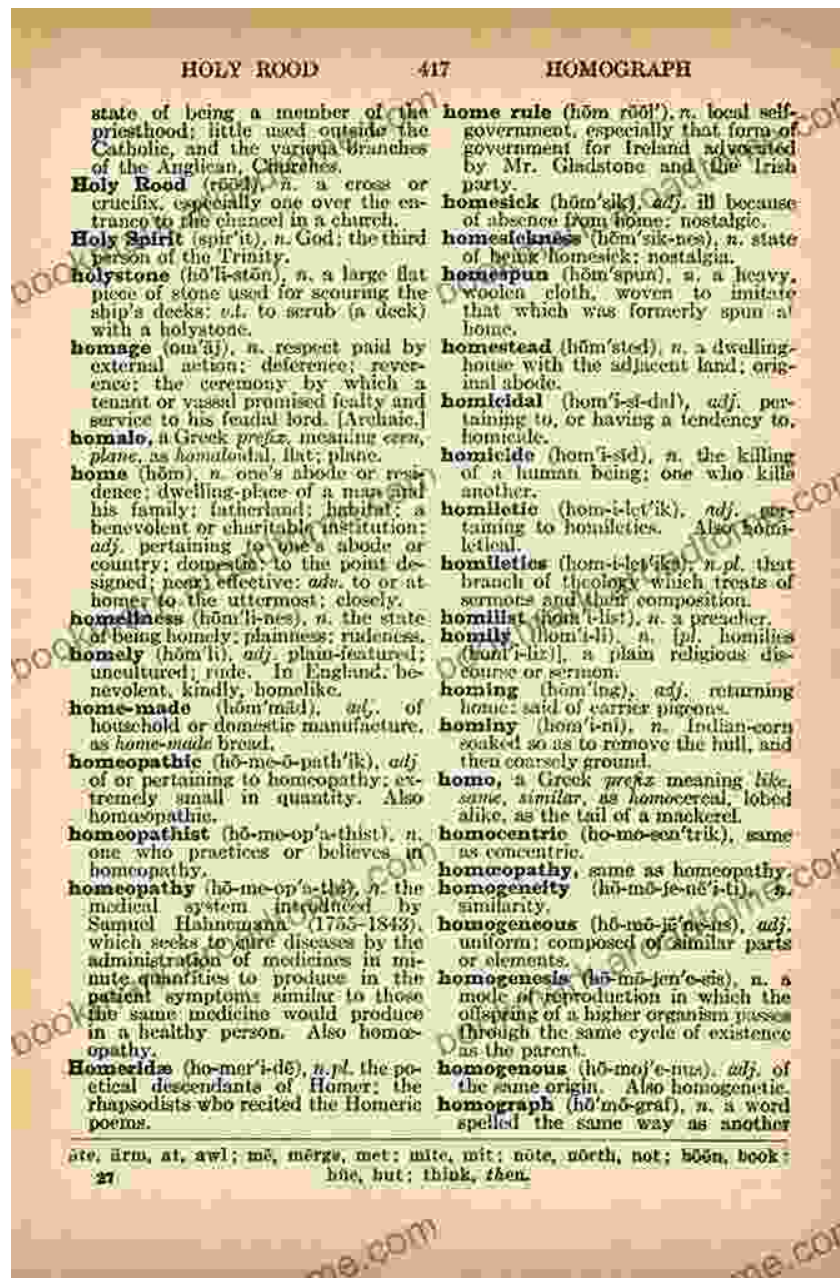 HOLY ROOD 417 HOMOGRAPH
state of being a member of the
priesthood; little used outside the
Catholic, and the various branches
of the Anglican, Churches.
Holy Rood (rōōd), n. a cross or
crucifix, especially one over the en-
trance to the chancel in a church.
Holy Spirit (spir'it), n. God; the third
person of the Trinity.
holystone (hō'li-stōn), n. a large flat
piece of stone used for scouring the
ship's decks: v.t. to scrub (a deck)
with a holystone.
homage (om'āj), n. respect paid by
external action; deference; rever-
ence; the ceremony by which a
tenant or vassal promised fealty and
service to his feudal lord. [Archaic.]
homalo, a Greek prefix, meaning even,
plane, as homaloidal, flat; plane.
home (hōm), n. one's abode or resi-
dence; dwelling-place of a man and
his family; fatherland; habitat; a
benevolent or charitable institution:
adj. pertaining to one's abode or
country; domestic; to the point de-
signed; near; effective: adv. to or at
home; to the uttermost; closely.
homeliness (hōm'li-nes), n. the state
of being homely; plainness; rudeness.
homely (hōm'li), adj. plain-featured;
uncultured; rude. In England, be-
nevolent, kindly, homelike.
home-made (hōm'mād), adj. of
household or domestic manufacture,
as home-made bread.
homeopathic (hō-me-ō-path'ik), adj.
of or pertaining to homeopathy; ex-
tremely small in quantity. Also
homœopathic.
homeopathist (hō-me-op'a-thist), n.
one who practices or believes in
homeopathy.
homeopathy (hō-me-op'a-thi), n. the
medical system introduced by
Samuel Hahnemann (1755-1843),
which seeks to cure diseases by the
administration of medicines in mi-
nute quantities to produce in the
patient symptoms similar to those
the same medicine would produce
in a healthy person. Also homœ-
opathy.
Homeridæ (ho-mer'i-dē), n.pl. the po-
etical descendants of Homer; the
rhapsodists who recited the Homeric
poems.
home rule (hōm rōōl'), n. local self-
government, especially that form of
government for Ireland advocated
by Mr. Gladstone and the Irish
party.
homesick (hōm'sik), adj. ill because
of absence from home; nostalgic.
homesickness (hōm'sik-nes), n. state
of being homesick; nostalgia.
homespun (hōm'spun), n. a heavy,
woolen cloth, woven to imitate
that which was formerly spun at
home.
homestead (hōm'sted), n. a dwelling-
house with the adjacent land; orig-
inal abode.
homicidal (hom'i-sī-dal), adj. per-
taining to, or having a tendency to,
homicide.
homicide (hom'i-sīd), n. the killing
of a human being; one who kills
another.
homiletic (hom-i-let'ik), adj. per-
taining to homiletics. Also homi-
letical.
homiletics (hom-i-let'iks), n.pl. that
branch of theology which treats of
sermons and their composition.
homilist (hom'i-list), n. a preacher.
homily (hom'i-li), n. [pl. homilies
(hom'i-liz)], a plain religious dis-
course or sermon.
homing (hōm'ing), adj. returning
home: said of carrier pigeons.
hominy (hom'i-ni), n. Indian-corn
soaked so as to remove the hull, and
then coarsely ground.
homo, a Greek prefix meaning like,
same, similar, as homocercal, lobed
alike, as the tail of a mackerel.
homocentric (ho-mo-sen'trik), same
as concentric.
homœopathy, same as homeopathy.
homogeneity (hō-mō-je-nē'i-ti), n.
similarity.
homogeneous (hō-mō-jē'ne-us), adj.
uniform; composed of similar parts
or elements.
homogenesis (hō-mō-jen'e-sis), n. a
mode of reproduction in which the
offspring of a higher organism passes
through the same cycle of existence
as the parent.
homogenous (hō-moj'e-nus), adj. of
the same origin. Also homogenetic.
homograph (hō'mō-graf), n. a word
spelled the same way as another
āte, ärm, at, awl; mē, mērge, met; mīte, mit; nōte, nôrth, not; bōōn, book;
27 būe, but; think, then.